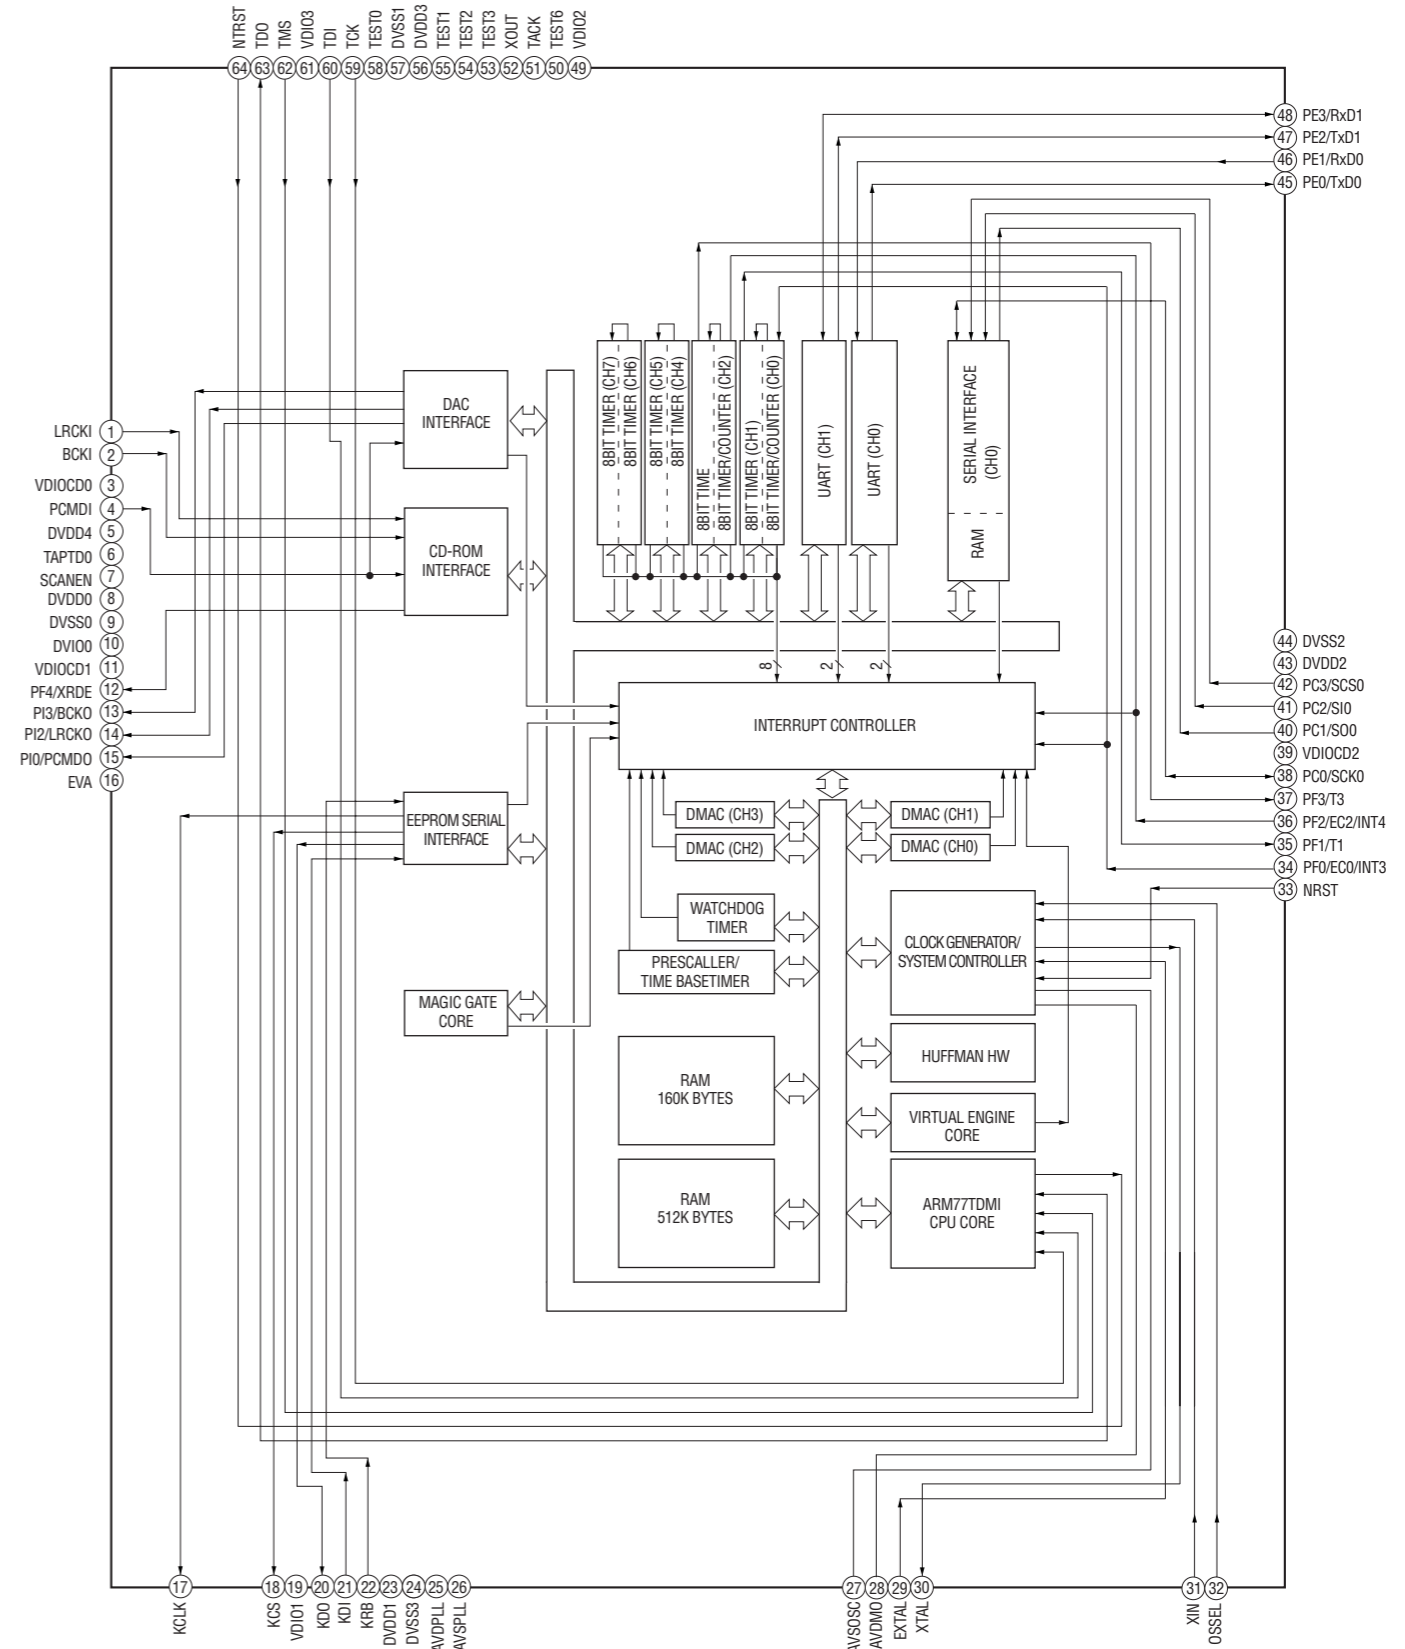 NTRST
TDO
TMS
VDIO3
TDI
TCK
TEST0
DVSS1
DVDD3
TEST1
TEST2
TEST3
XOUT
TACK
TEST6
VDIO2
64
63
62
61
60
59
58
57
56
55
54
53
52
51
50
49
48 PE3/RxD1
47 PE2/TxD1
46 PE1/RxD0
45 PE0/TxD0
8BIT TIMER (CH7)
8BIT TIMER (CH6)
8BIT TIMER (CH5)
8BIT TIMER (CH4)
8BIT TIME
8BIT TIMER/COUNTER (CH2)
8BIT TIMER (CH1)
8BIT TIMER/COUNTER (CH0)
UART (CH1)
UART (CH0)
SERIAL INTERFACE
(CH0)
RAM
DAC
INTERFACE
CD-ROM
INTERFACE
LRCKI 1
BCKI 2
VDIOCD0 3
PCMDI 4
DVDD4 5
TAPTD0 6
SCANEN 7
DVDD0 8
DVSS0 9
DVIO0 10
VDIOCD1 11
PF4/XRDE 12
PI3/BCKO 13
PI2/LRCKO 14
PI0/PCMDO 15
EVA 16
8
2
2
INTERRUPT CONTROLLER
44 DVSS2
43 DVDD2
42 PC3/SCS0
41 PC2/SI0
40 PC1/SO0
39 VDIOCD2
38 PC0/SCK0
37 PF3/T3
36 PF2/EC2/INT4
35 PF1/T1
34 PF0/EC0/INT3
33 NRST
EEPROM SERIAL
INTERFACE
DMAC (CH3)
DMAC (CH1)
DMAC (CH2)
DMAC (CH0)
WATCHDOG
TIMER
PRESCALLER/
TIME BASETIMER
CLOCK GENERATOR/
SYSTEM CONTROLLER
MAGIC GATE
CORE
RAM
160K BYTES
HUFFMAN HW
VIRTUAL ENGINE
CORE
RAM
512K BYTES
ARM77TDMI
CPU CORE
17
18
19
20
21
22
23
24
25
26
27
28
29
30
31
32
KCLK
KCS
VDIO1
KDO
KDI
KRB
DVDD1
DVSS3
AVDPLL
AVSPLL
AVSOSC
AVDMO
EXTAL
XTAL
XIN
OSSEL